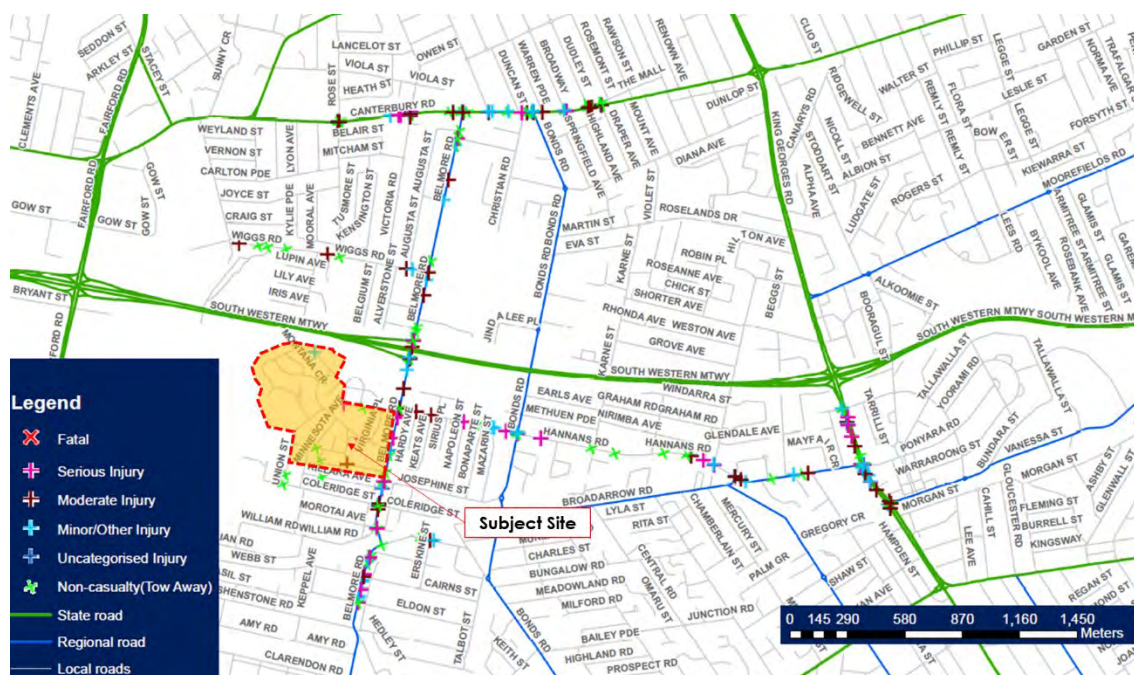 SEDDON ST
ARKLEY ST
STACEY ST
SUNNY CR
CLEMENTS AVE
FAIRFORD RD
LANCELOT ST
OWEN ST
VIOLA ST
VIOLA ST
HEATH ST
ROSE ST
CANTERBURY RD
DUNCAN ST
WARREN PDE
BROADWAY
DUDLEY ST
ROSEMONT ST
RAWSON ST
RENOWN AVE
THE MALL
CLIO ST
PHILLIP ST
LEGGE ST
GARDEN ST
NORMA AVE
RIDGEWELL ST
WALTER ST
REMLY ST
FLORA ST
LESLIE ST
LEGGE ST
FORSYTH ST
WEYLAND ST
BELAIR ST
VERNON ST
LYON AVE
MITCHAM ST
CARLTON PDE
GOW ST
GOW ST
GOW ST
GOW ST
FAIRFORD RD
JOYCE ST
CRAIG ST
KYLIE PDE
MOORAL AVE
TUSMORE ST
KENSINGTON ST
VICTORIA RD
AUGUSTA ST
AUGUSTA ST
BELMORE RD
CHRISTIAN RD
BONDS RD
SPRINGFIELD AVE
HIGHLAND AVE
DRAPER AVE
MOUNT AVE
DUNLOP ST
DIANA AVE
KING GEORGES RD
CANARYS RD
STODDART ST
ALPHA AVE
NICOLL ST
ALBION ST
BENNETT AVE
REMLY ST
KIEWARRA ST
MOOREFIELDS RD
LUDGATE ST
ROGERS ST
WIGGS RD
WIGGS RD
LUPIN AVE
LILY AVE
IRIS AVE
BELGIUM ST
ALVERSTONE ST
BELMORE RD
BONDS RD
BONDS RD
MARTIN ST
EVA ST
VIOLET ST
ROSELANDS DR
ROBIN PL
ROSEANNE AVE
CHICK ST
SHORTER AVE
KARNE ST
RHONDA AVE
WESTON AVE
GROVE AVE
BEGGS ST
LEES RD
BYKOOL AVE
ROSEBANK AVE
ARMITREE ST
ARMITREE ST
GLAMIS ST
GLAMIS ST
ALKOOMIE ST
BOORAGUL ST
BRYANT ST
SOUTH WESTERN MTWY
SOUTH WESTERN MTWY
SOUTH WESTERN MTWY
SOUTH WESTERN MTWY
KARNE ST
WINDARRA ST
MONTANA CR
MINNESOTA AVE
VIRGINIA PL
UNION ST
BELMORE RD
HARDY AVE
KEATS AVE
SIRIUS PL
NAPOLEON ST
BONAPARTE ST
MAZARIN ST
BONDS RD
EARLS AVE
METHUEN PDE
GRAHAM RD
GRAHAM RD
NIRIMBA AVE
HANNANS RD
HANNANS RD
GLENDALE AVE
TARRULI ST
TALLAWALLA ST
YOORAMI RD
TALLAWALLA ST
PONYARA RD
WARRAROONG ST
BUNDARA ST
VANESSA ST
MORGAN ST
MORGAN ST
ASHBY ST
GLENWALL ST
JOSEPHINE ST
COLERIDGE ST
COLERIDGE ST
MOROTAI AVE
WILLIAM RD
WILLIAM RD
WEBB ST
KEPPEL AVE
AMY RD
AMY RD
CLARENDON RD
BELMORE RD
HEDLEY ST
ERSKINE ST
CAIRNS ST
ELDON ST
TALBOT ST
KEITH ST
BONDS RD
BROADARROW RD
LYLA ST
RITA ST
CHARLES ST
BUNGALOW RD
MEADOWLAND RD
MILFORD RD
BAILEY PDE
HIGHLAND RD
PROSPECT RD
CENTRAL RD
OMARU ST
CHAMBERLAIN ST
MERCURY ST
JUNCTION RD
PALM GR
GREGORY CR
SHAW ST
HAMPDEN ST
LEE AVE
CAHILL ST
GLOUCESTER RD
FLEMING ST
BURRELL ST
KINGSWAY
REGAN ST
Subject Site
Legend
Fatal
Serious Injury
Moderate Injury
Minor/Other Injury
Uncategorised Injury
Non-casualty(Tow Away)
State road
Regional road
Local roads
0 145 290 580 870 1,160 1,450
Meters